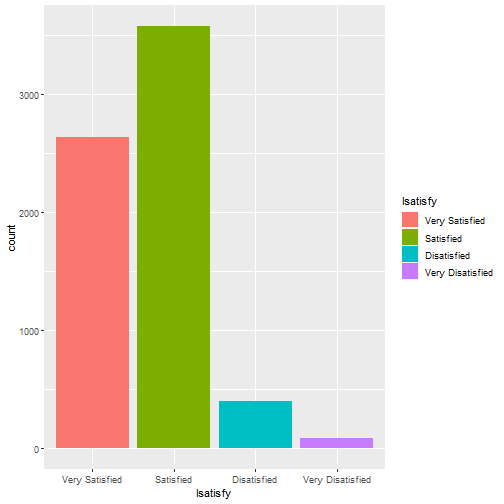 3000
2000
1000
0
count
Very Satisfied
Satisfied
Disatisfied
Very Disatisfied
lsatisfy
lsatisfy
Very Satisfied
Satisfied
Disatisfied
Very Disatisfied